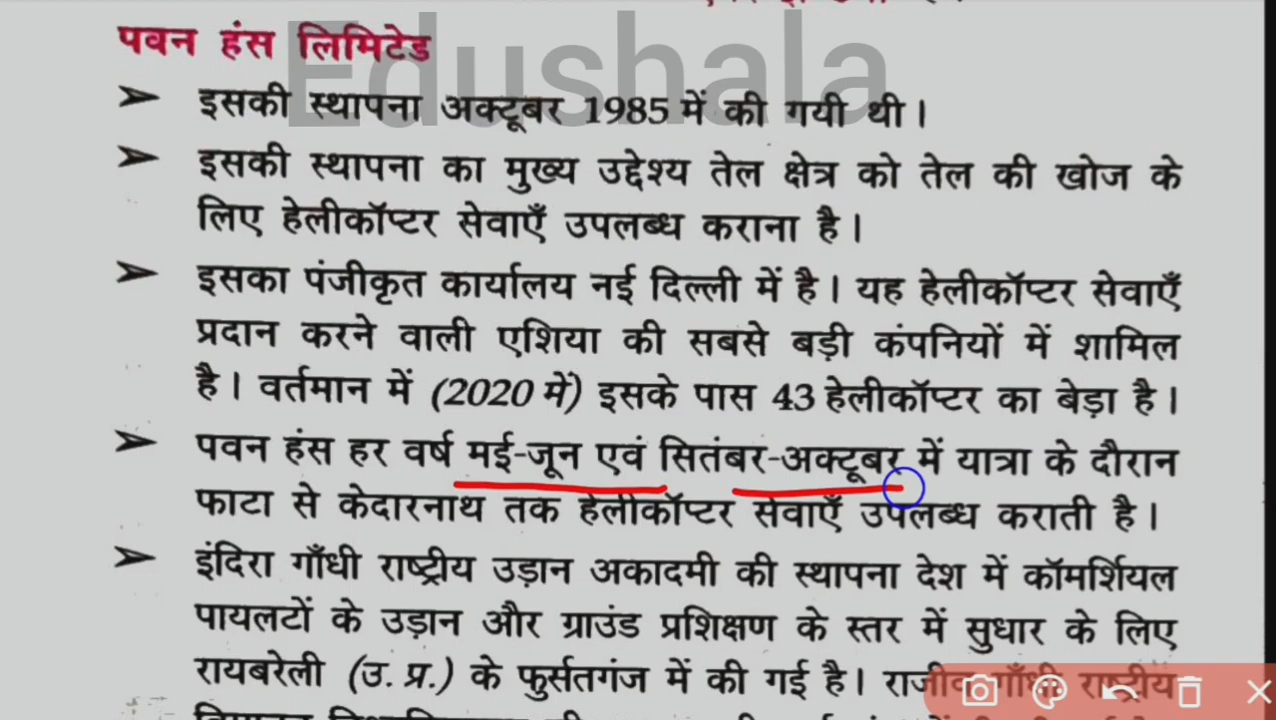 पवन हंस लिमिटेड
Edushala
➢ इसकी स्थापना अक्टूबर 1985 में की गयी थी।
➢ इसकी स्थापना का मुख्य उद्देश्य तेल क्षेत्र को तेल की खोज के
लिए हेलीकॉप्टर सेवाएँ उपलब्ध कराना है।
➢ इसका पंजीकृत कार्यालय नई दिल्ली में है। यह हेलीकॉप्टर सेवाएँ
प्रदान करने वाली एशिया की सबसे बड़ी कंपनियों में शामिल
है। वर्तमान में (2020 में) इसके पास 43 हेलीकॉप्टर का बेड़ा है।
➢ पवन हंस हर वर्ष मई-जून एवं सितंबर-अक्टूबर में यात्रा के दौरान
फाटा से केदारनाथ तक हेलीकॉप्टर सेवाएँ उपलब्ध कराती है।
➢ इंदिरा गाँधी राष्ट्रीय उड़ान अकादमी की स्थापना देश में कॉमर्शियल
पायलटों के उड़ान और ग्राउंड प्रशिक्षण के स्तर में सुधार के लिए
रायबरेली (उ. प्र.) के फुर्सतगंज में की गई है। राजीव गाँधी राष्ट्रीय